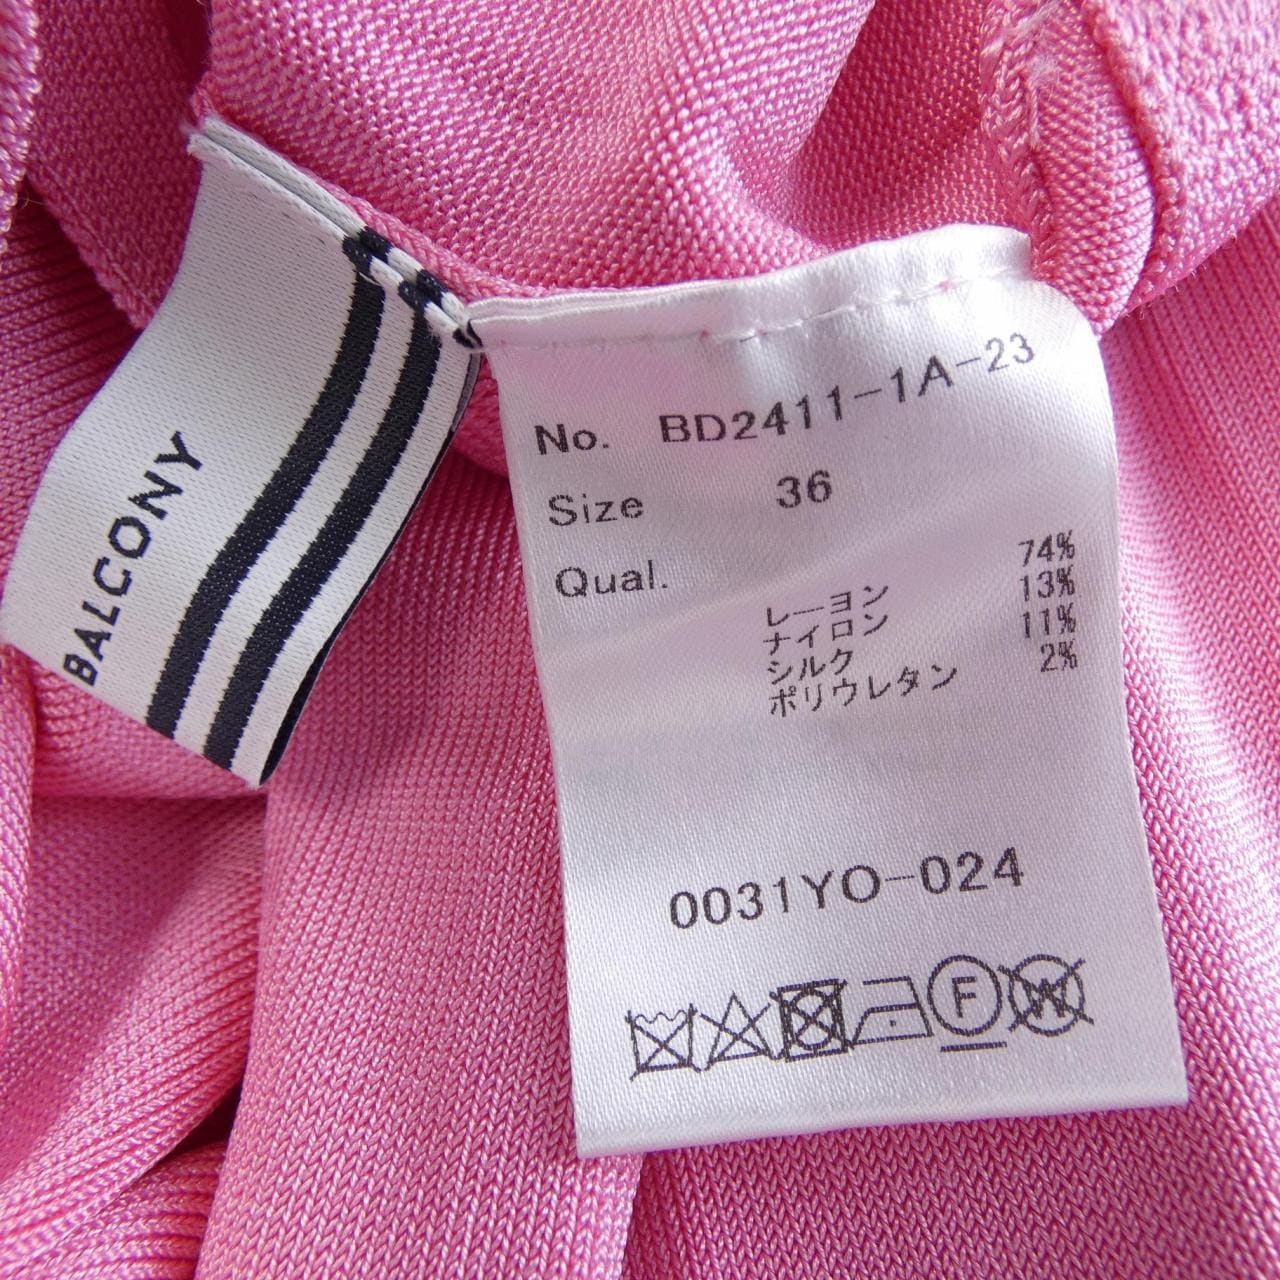 BALCONY
No. BD2411-1A-23
Size 36
Qual.
レーヨン 74%
ナイロン 13%
シルク 11%
ポリウレタン 2%
0031YO-024
F W